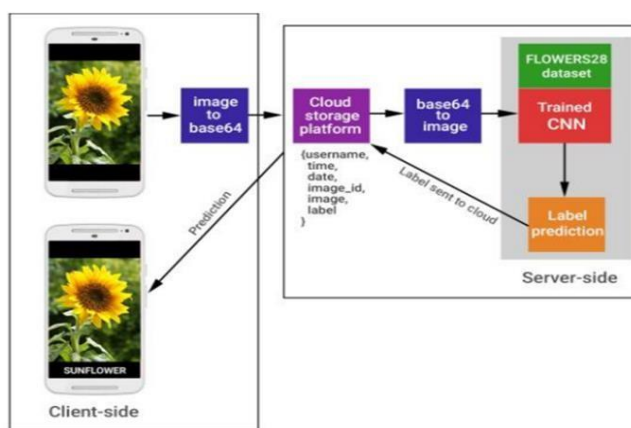 image
to
base64
Cloud
storage
platform
{username,
time,
date,
image_id,
image,
label
}
base64
to
image
FLOWERS28
dataset
Trained
CNN
Label
prediction
Label sent to cloud
Prediction
SUNFLOWER
Client-side
Server-side